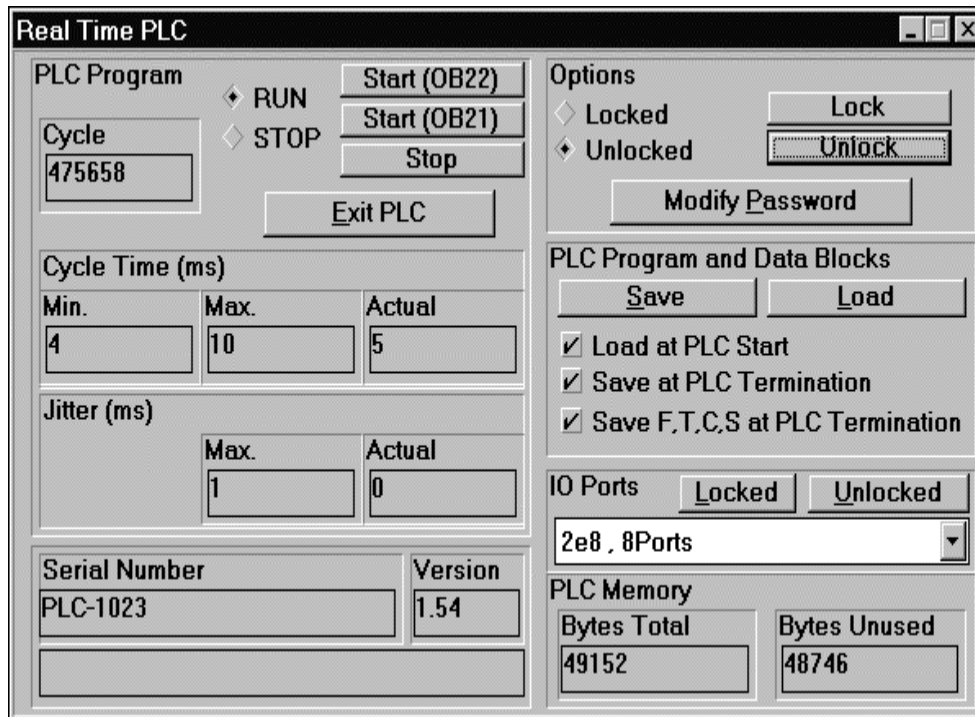 Real Time PLC
PLC Program
RUN
STOP
Start (OB22)
Start (OB21)
Stop
Cycle
475658
Exit PLC
Cycle Time (ms)
Min. Max. Actual
4 10 5
Jitter (ms)
Max. Actual
1 0
Serial Number Version
PLC-1023 1.54
Options
Locked
Unlocked
Lock
Unlock
Modify Password
PLC Program and Data Blocks
Save Load
Load at PLC Start
Save at PLC Termination
Save F,T,C,S at PLC Termination
IO Ports Locked Unlocked
2e8 , 8Ports
PLC Memory
Bytes Total Bytes Unused
49152 48746